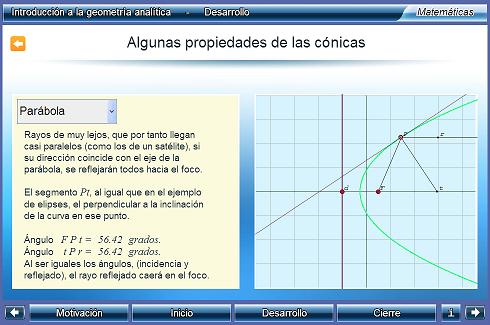 Introducción a la geometría analítica - Desarrollo Matemáticas
Algunas propiedades de las cónicas
Parábola
Rayos de muy lejos, que por tanto llegan
casi paralelos (como los de un satélite), si
su dirección coincide con el eje de la
parábola, se reflejarán todos hacia el foco.
El segmento Pt, al igual que en el ejemplo
de elipses, el perpendicular a la inclinación
de la curva en ese punto.
Ángulo F P t = 56.42 grados.
Ángulo t P r = 56.42 grados.
Al ser iguales los ángulos, (incidencia y
reflejado), el rayo reflejado caerá en el foco.
Motivación Inicio Desarrollo Cierre i